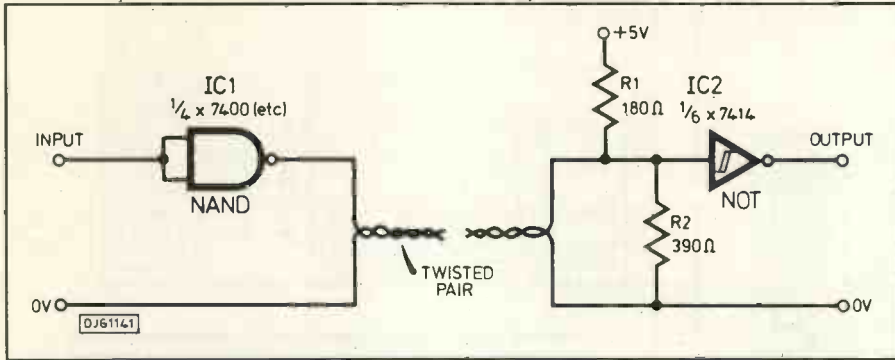 +5V
IC1
1/4 x 7400 (etc)
R1
180Ω
IC2
1/6 x 7414
INPUT
OUTPUT
NAND
NOT
R2
390Ω
TWISTED
PAIR
0V
0V
DJ61141